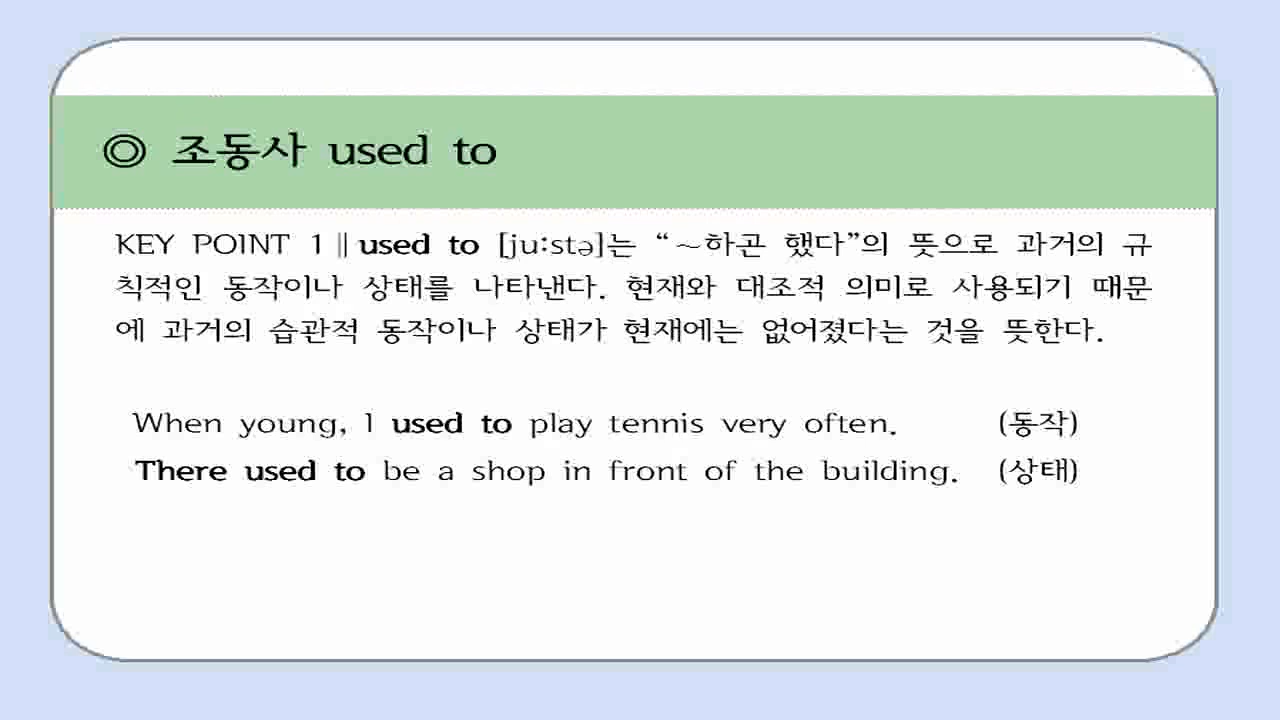 ◎ 조동사 used to
KEY POINT 1 ‖ used to [ju:stə]는 “∼하곤 했다”의 뜻으로 과거의 규
칙적인 동작이나 상태를 나타낸다. 현재와 대조적 의미로 사용되기 때문
에 과거의 습관적 동작이나 상태가 현재에는 없어졌다는 것을 뜻한다.
When young, I used to play tennis very often. (동작)
There used to be a shop in front of the building. (상태)